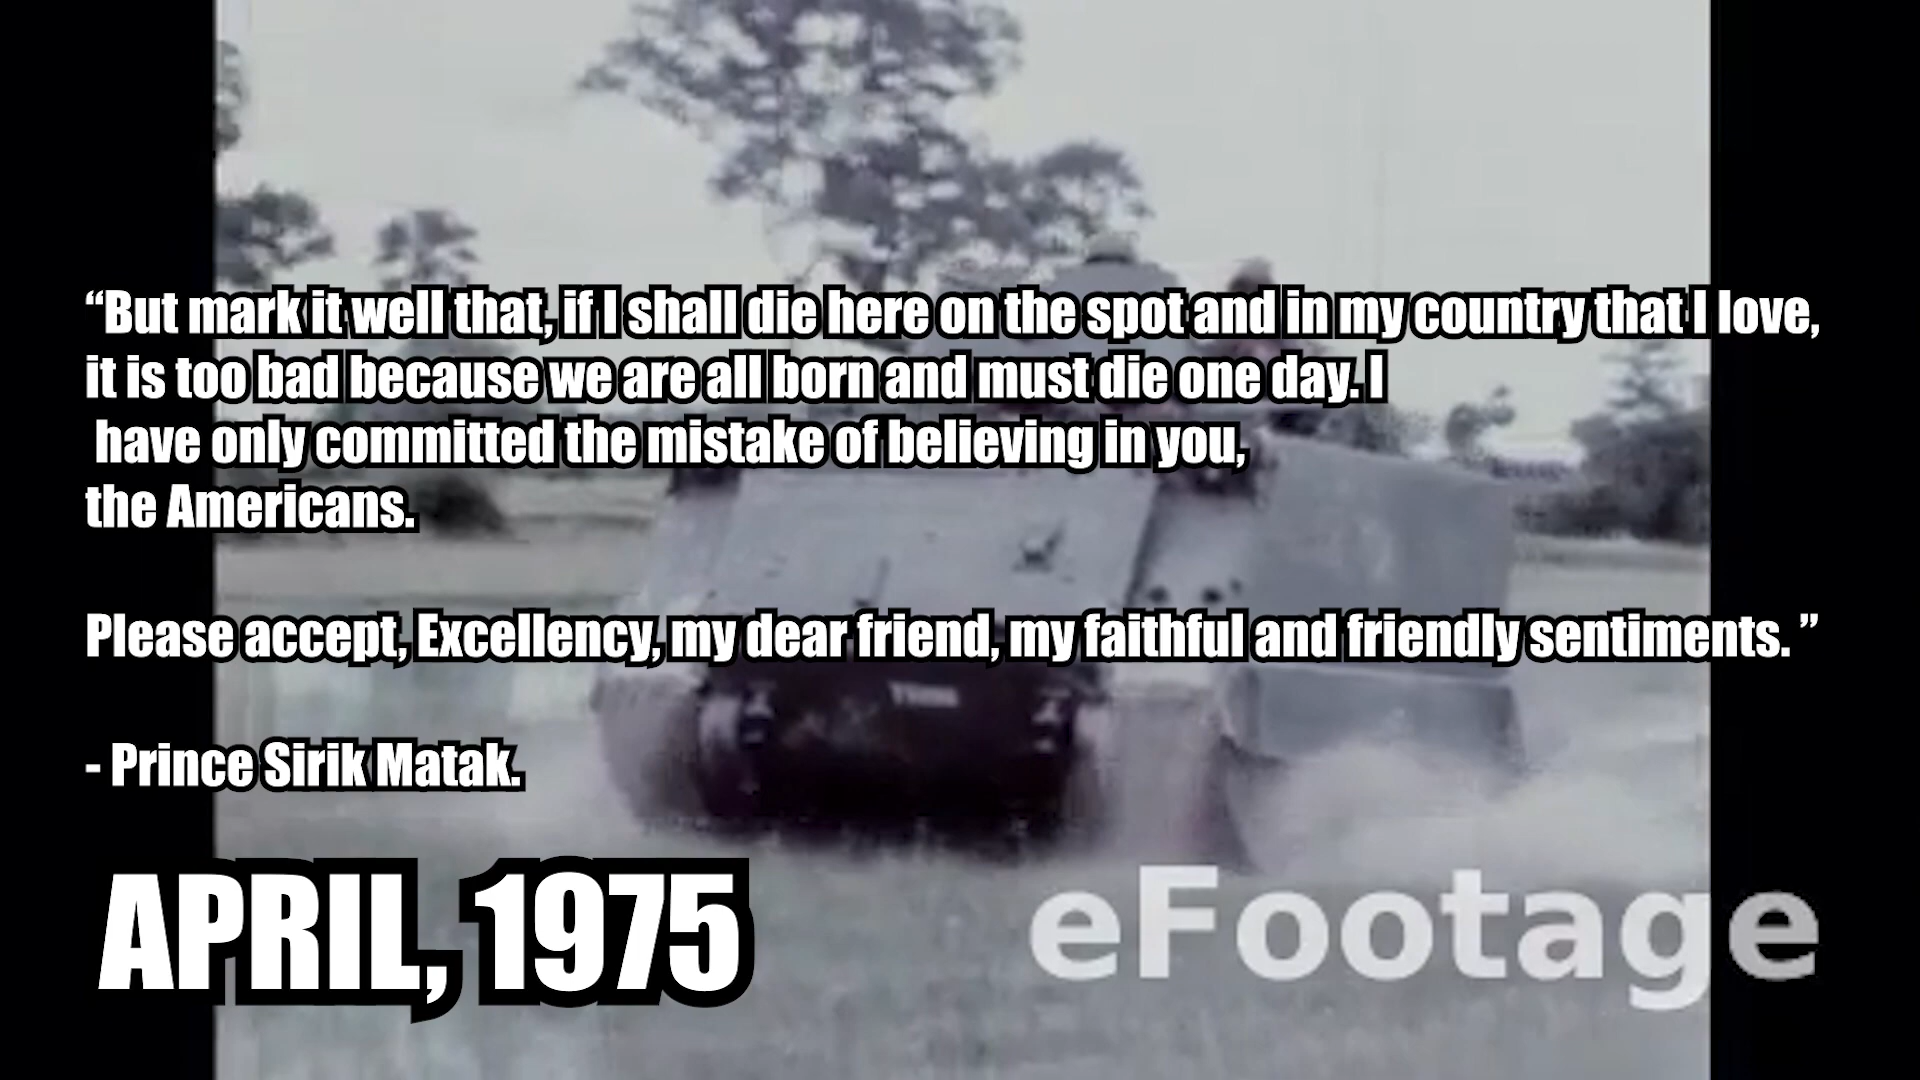 “But mark it well that, if I shall die here on the spot and in my country that I love,
it is too bad because we are all born and must die one day. I
have only committed the mistake of believing in you,
the Americans.
Please accept, Excellency, my dear friend, my faithful and friendly sentiments. ”
- Prince Sirik Matak.
APRIL, 1975
eFootage